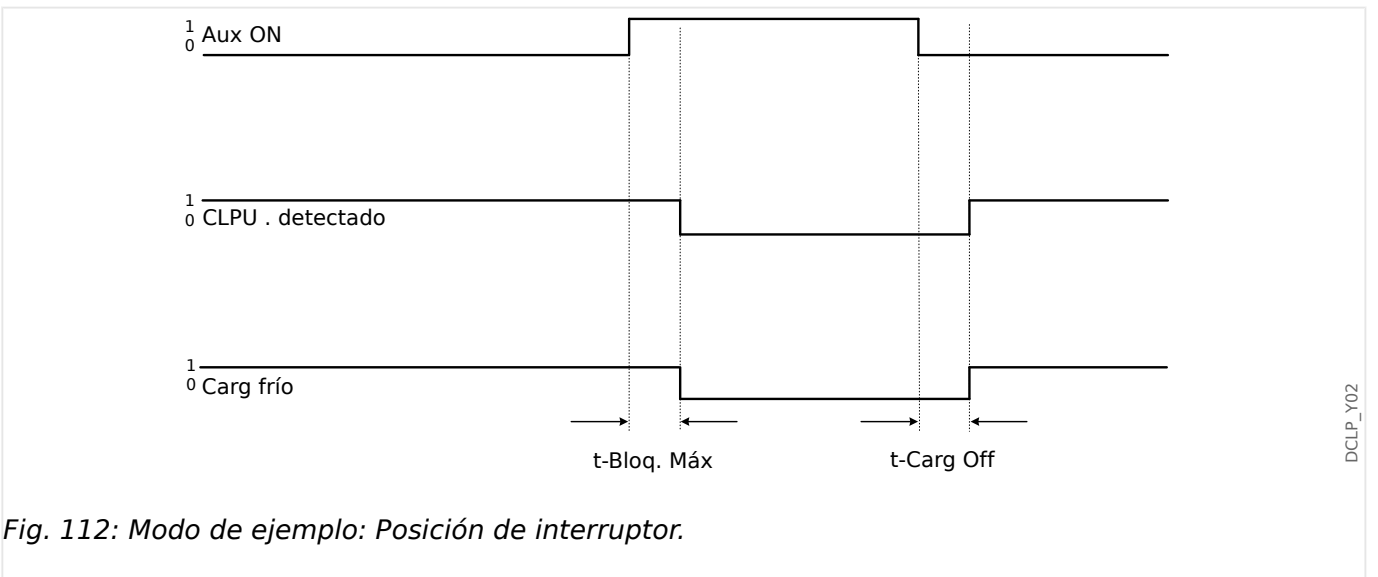 1
0 Aux ON
1
0 CLPU . detectado
1
0 Carg frío
t-Bloq. Máx
t-Carg Off
DCLP_Y02
Fig. 112: Modo de ejemplo: Posición de interruptor.